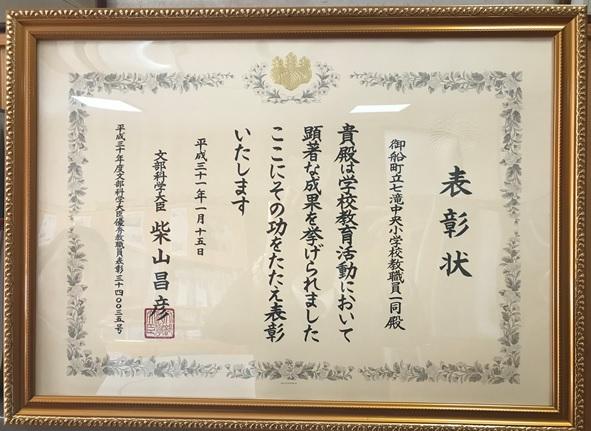 表彰状
御船町立七滝中央小学校教職員一同殿
貴殿は学校教育活動において
顕著な成果を挙げられました
ここにその功をたたえ表彰
いたします
平成三十一年一月十五日
文部科学大臣 柴山昌彦
平成三十年度文部科学大臣優秀教職員表彰三十四〇〇三五号